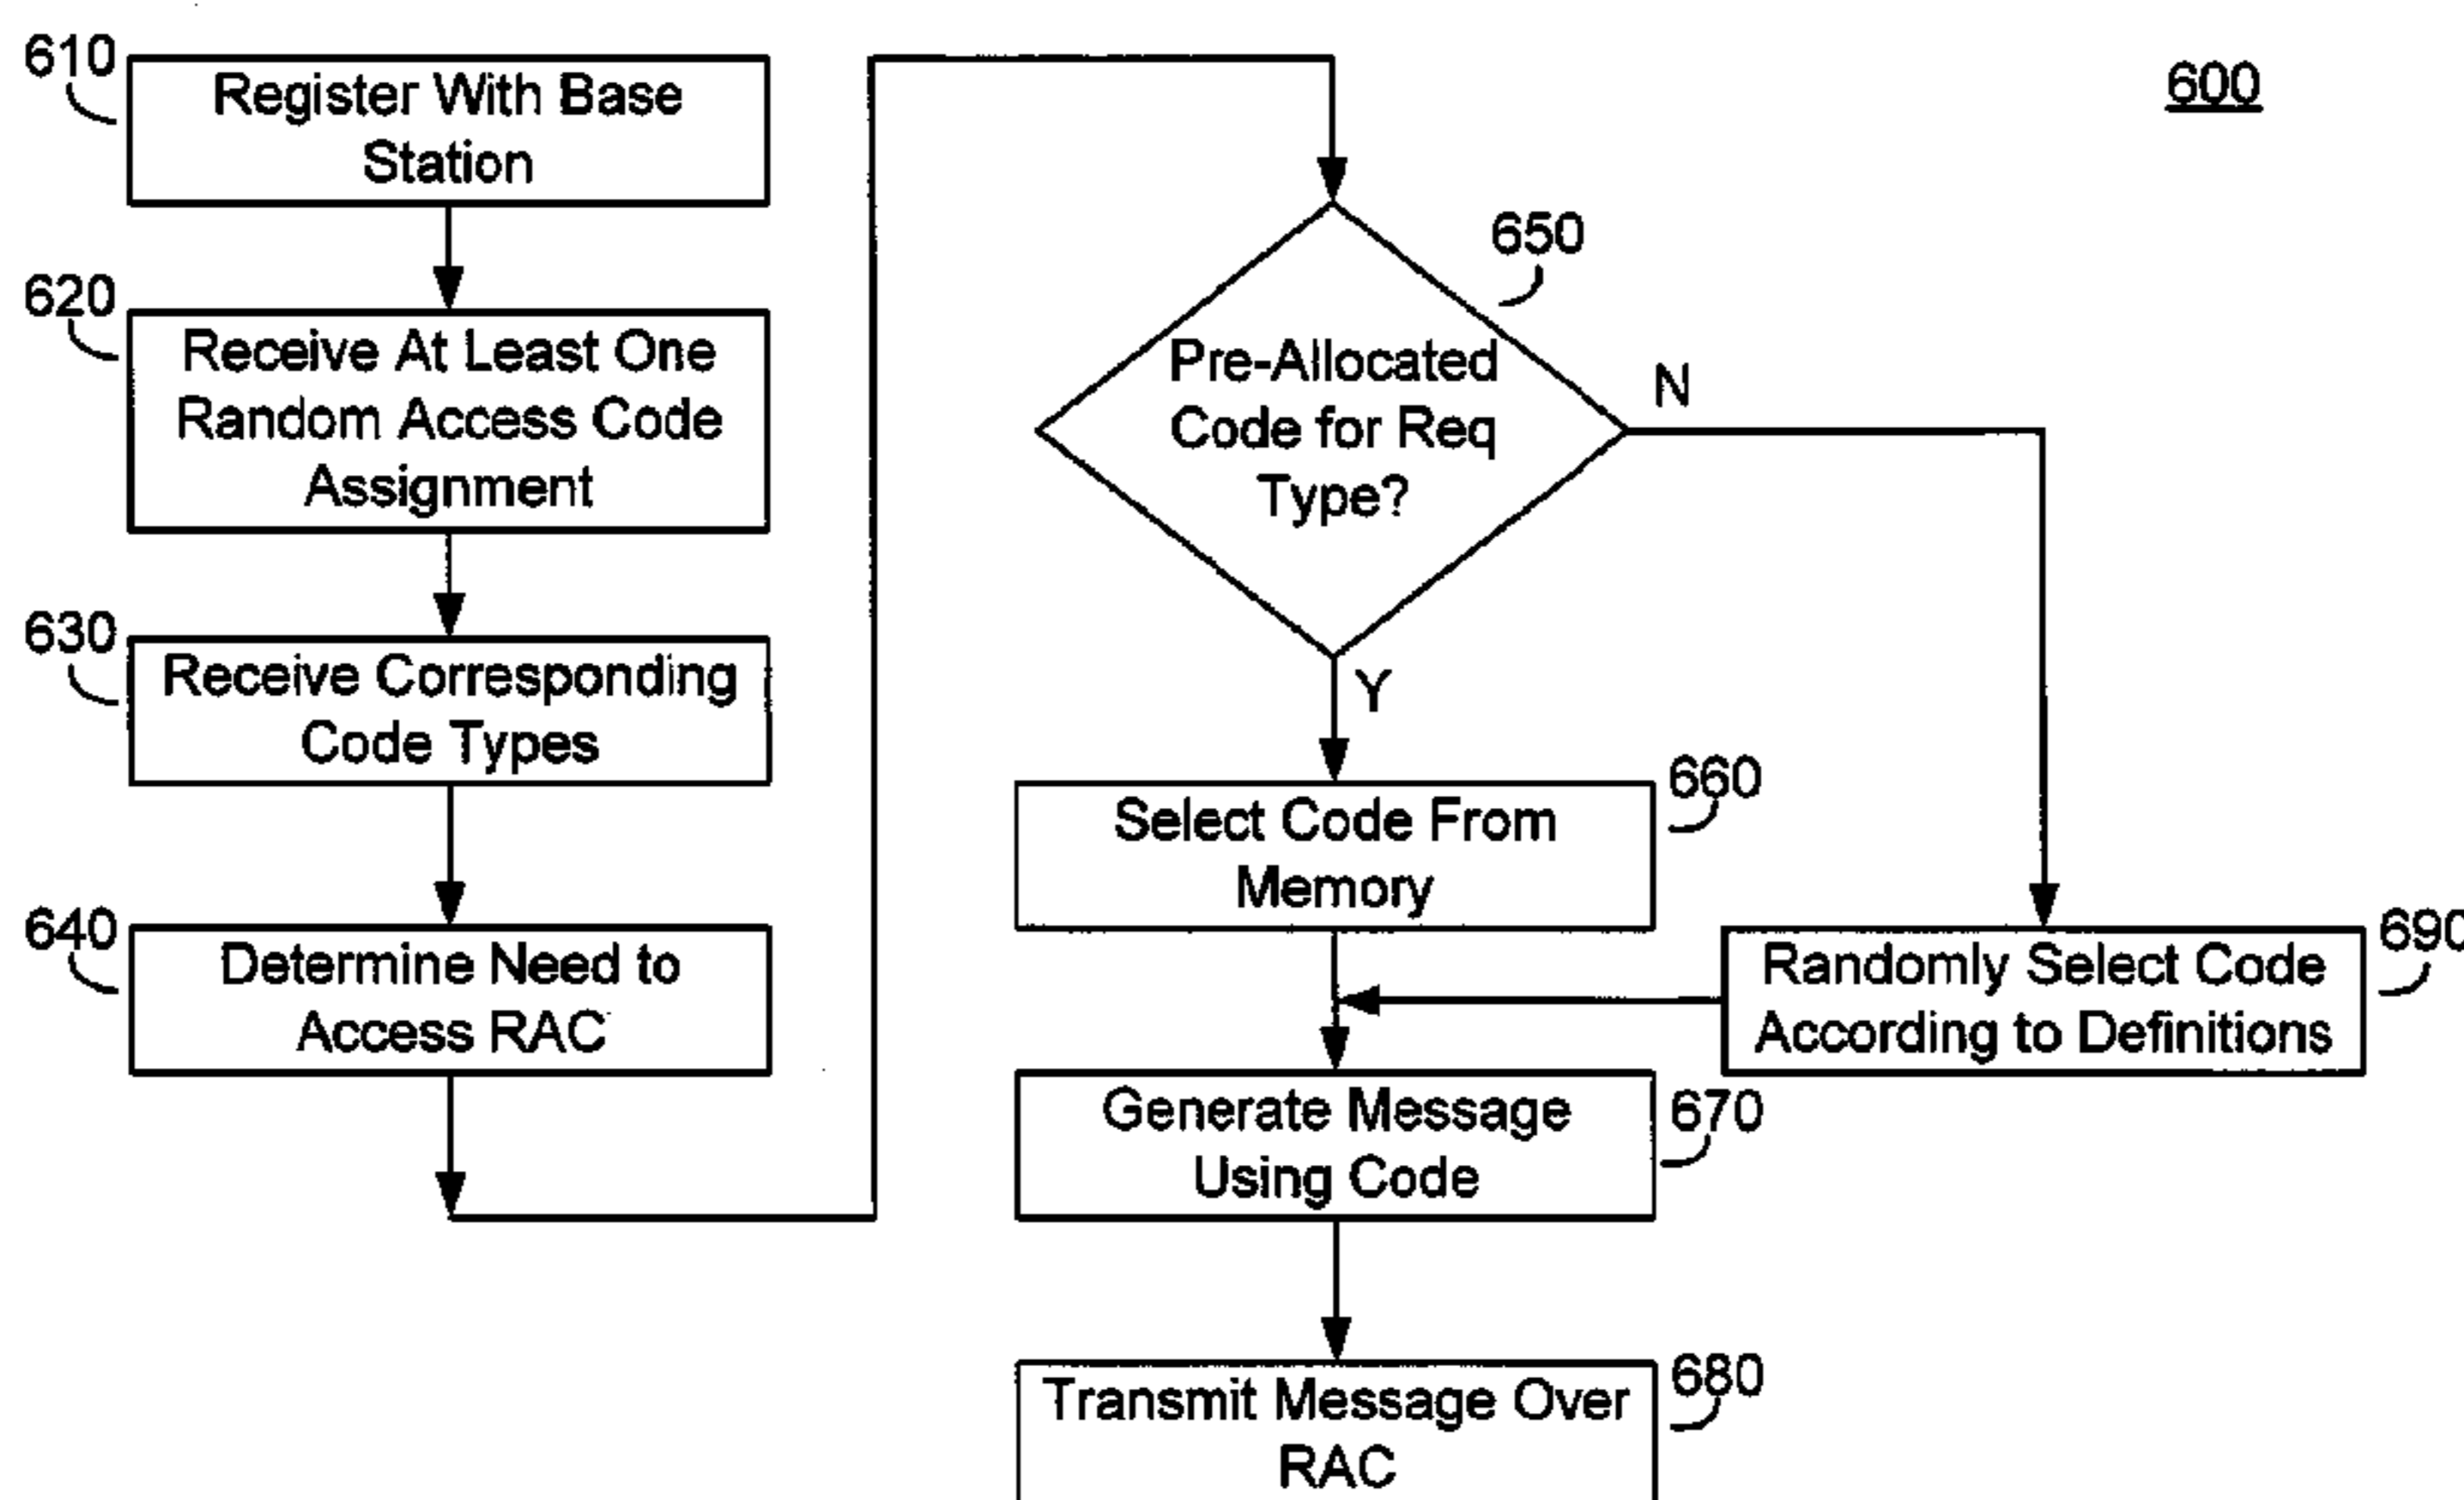 600
610
Register With Base
Station
620
Receive At Least One
Random Access Code
Assignment
630
Receive Corresponding
Code Types
640
Determine Need to
Access RAC
650
Pre-Allocated
Code for Req
Type?
N
Y
660
Select Code From
Memory
690
Randomly Select Code
According to Definitions
670
Generate Message
Using Code
680
Transmit Message Over
RAC